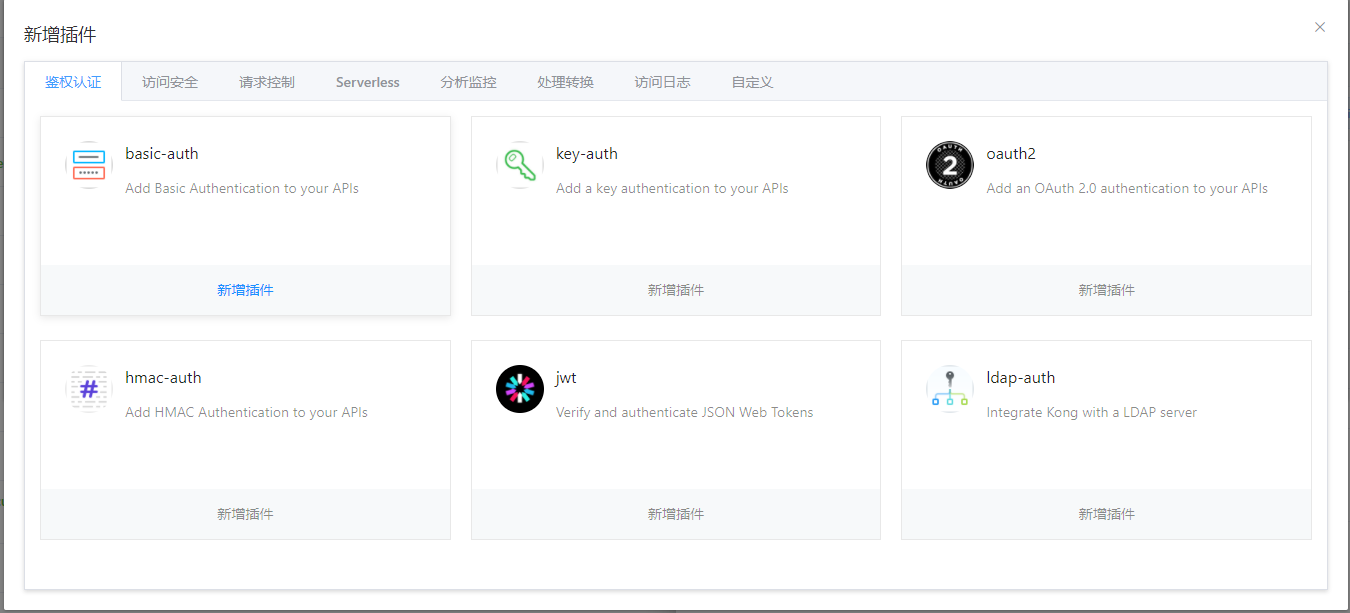 新增插件
鉴权认证 访问安全 请求控制 Serverless 分析监控 处理转换 访问日志 自定义
basic-auth
Add Basic Authentication to your APIs
新增插件
key-auth
Add a key authentication to your APIs
新增插件
OAUTH
2
OAUTH
oauth2
Add an OAuth 2.0 authentication to your APIs
新增插件
#
hmac-auth
Add HMAC Authentication to your APIs
新增插件
jwt
Verify and authenticate JSON Web Tokens
新增插件
ldap-auth
Integrate Kong with a LDAP server
新增插件